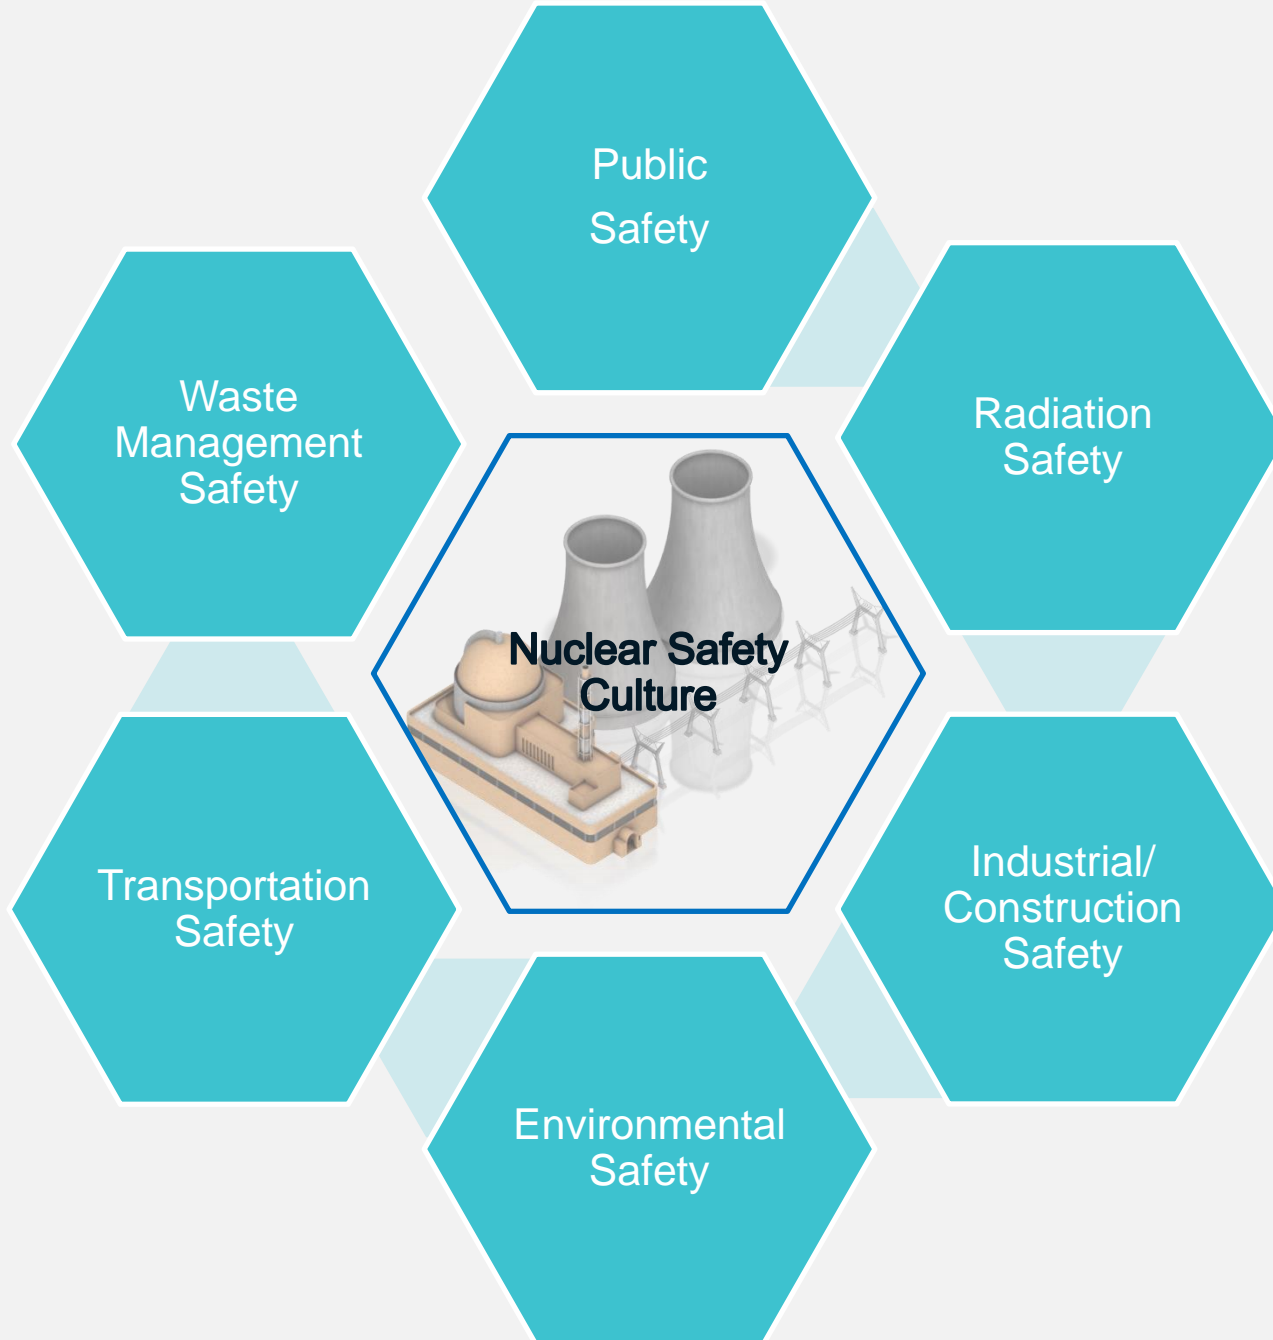 Public
Safety
Radiation
Safety
Industrial/
Construction
Safety
Environmental
Safety
Transportation
Safety
Waste
Management
Safety
Nuclear Safety
Culture